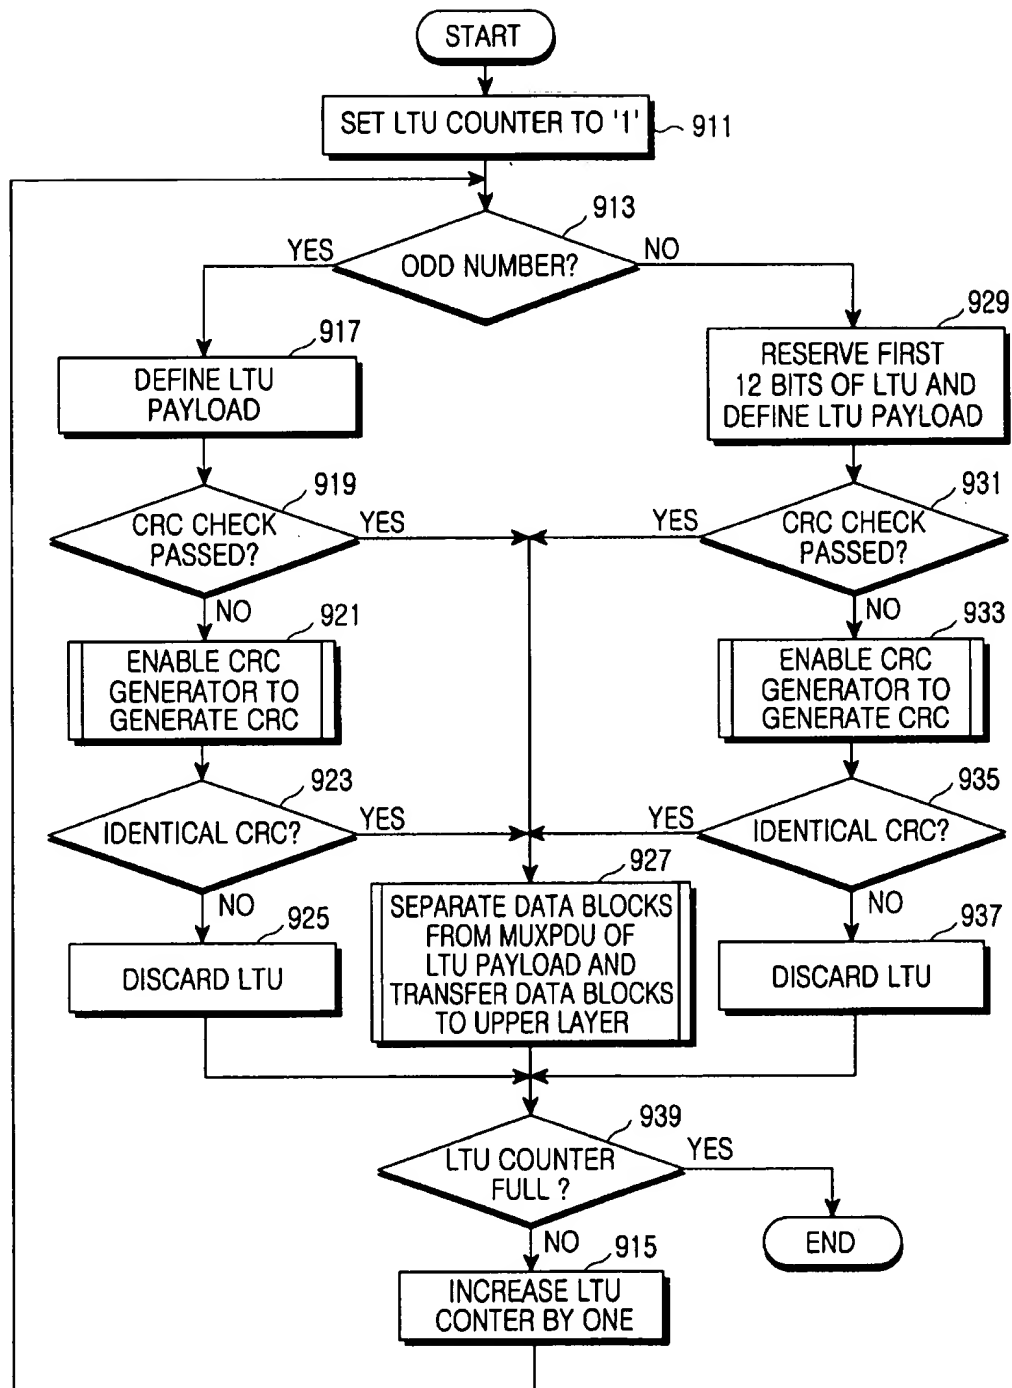 START
SET LTU COUNTER TO '1'
911
913
ODD NUMBER?
YES
NO
917
DEFINE LTU
PAYLOAD
929
RESERVE FIRST
12 BITS OF LTU AND
DEFINE LTU PAYLOAD
919
CRC CHECK
PASSED?
YES
NO
931
YES
CRC CHECK
PASSED?
NO
921
ENABLE CRC
GENERATOR TO
GENERATE CRC
933
ENABLE CRC
GENERATOR TO
GENERATE CRC
923
IDENTICAL CRC?
YES
NO
935
YES
IDENTICAL CRC?
NO
925
DISCARD LTU
927
SEPARATE DATA BLOCKS
FROM MUXPDU OF
LTU PAYLOAD AND
TRANSFER DATA BLOCKS
TO UPPER LAYER
937
DISCARD LTU
939
LTU COUNTER
FULL ?
YES
NO
END
915
INCREASE LTU
CONTER BY ONE